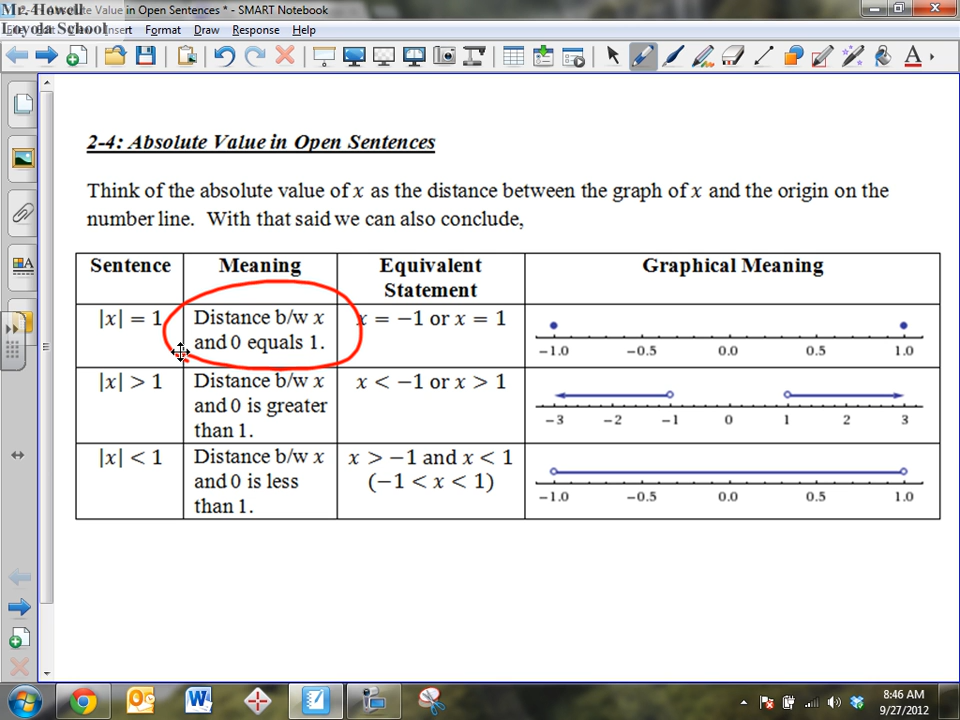 Mr. Howell
Loyola School
Absolute Value in Open Sentences * - SMART Notebook
Insert Format Draw Response Help
2-4: Absolute Value in Open Sentences
Think of the absolute value of x as the distance between the graph of x and the origin on the
number line. With that said we can also conclude,
Sentence Meaning Equivalent Statement Graphical Meaning
|x| = 1 Distance b/w x and 0 equals 1. x = −1 or x = 1
−1.0 −0.5 0.0 0.5 1.0
|x| > 1 Distance b/w x and 0 is greater than 1. x < −1 or x > 1
−3 −2 −1 0 1 2 3
|x| < 1 Distance b/w x and 0 is less than 1. x > −1 and x < 1 (−1 < x < 1)
−1.0 −0.5 0.0 0.5 1.0
8:46 AM
9/27/2012